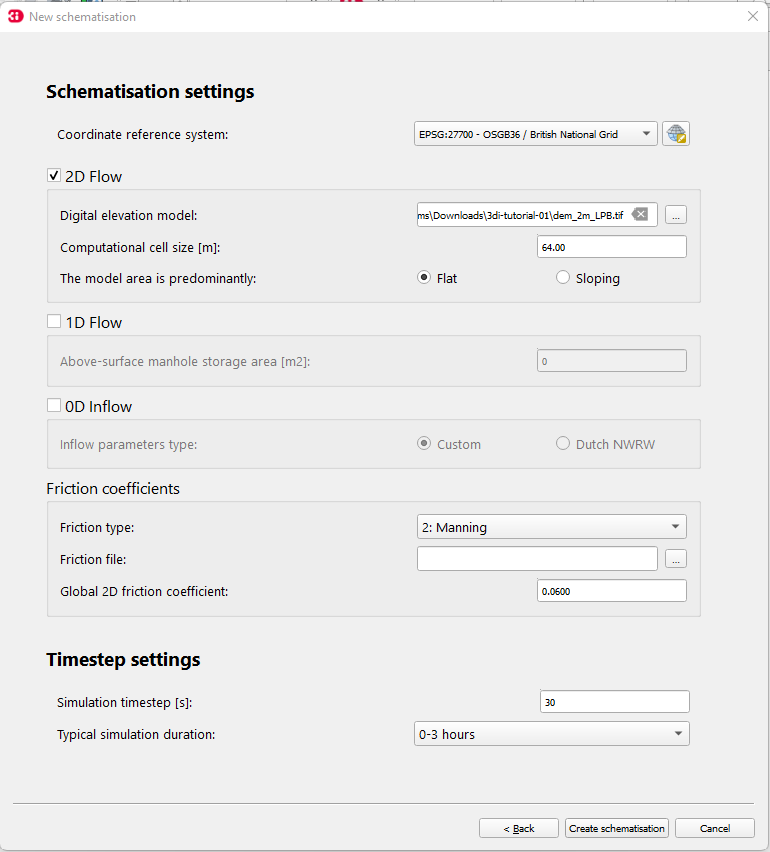 New schematisation
Schematisation settings
Coordinate reference system: EPSG:27700 - OSGB36 / British National Grid
2D Flow
Digital elevation model: ms\Downloads\3di-tutorial-01\dem_2m_LPB.tif ...
Computational cell size [m]: 64.00
The model area is predominantly: Flat Sloping
1D Flow
Above-surface manhole storage area [m2]: 0
0D Inflow
Inflow parameters type: Custom Dutch NWRW
Friction coefficients
Friction type: 2: Manning
Friction file: ...
Global 2D friction coefficient: 0.0600
Timestep settings
Simulation timestep [s]: 30
Typical simulation duration: 0-3 hours
< Back Create schematisation Cancel